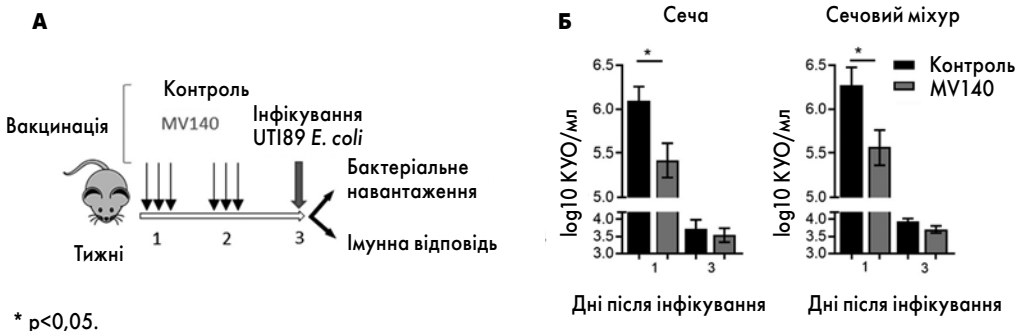 А
Контроль
Вакцинація
MV140
Інфікування
UTI89 E. coli
Бактеріальне
навантаження
Імунна відповідь
1
2
3
Тижні
* p<0,05.
Б
Сеча
log10 КУО/мл
6.5
6.0
5.5
5.0
4.0
3.5
3.0
*
1
3
Дні після інфікування
Сечовий міхур
log10 КУО/мл
6.5
6.0
5.5
5.0
4.0
3.5
3.0
*
1
3
Дні після інфікування
Контроль
MV140